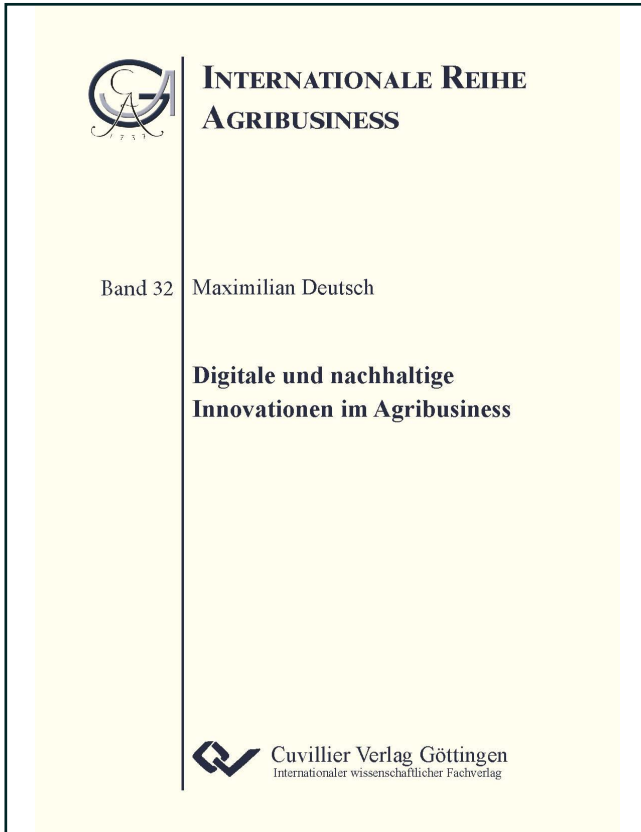 INTERNATIONALE REIHE
AGRIBUSINESS
Band 32
Maximilian Deutsch
Digitale und nachhaltige
Innovationen im Agribusiness
Cuvillier Verlag Göttingen
Internationaler wissenschaftlicher Fachverlag